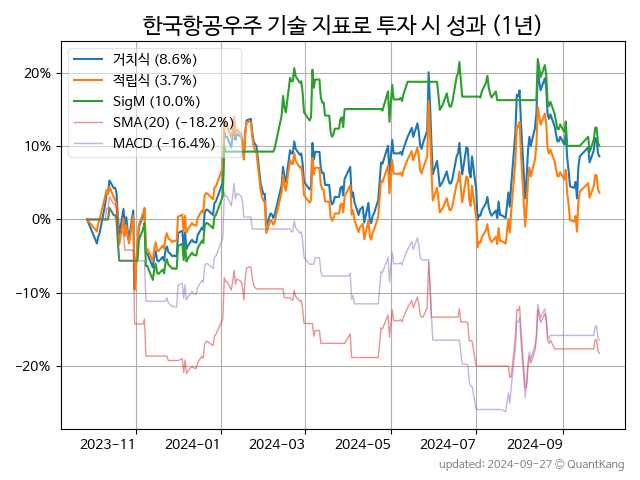 한국항공우주 기술 지표로 투자 시 성과 (1년)
거치식 (8.6%)
적립식 (3.7%)
SigM (10.0%)
SMA(20) (−18.2%)
MACD (−16.4%)
20%
10%
0%
−10%
−20%
2023-11 2024-01 2024-03 2024-05 2024-07 2024-09
updated: 2024-09-27 © QuantKang